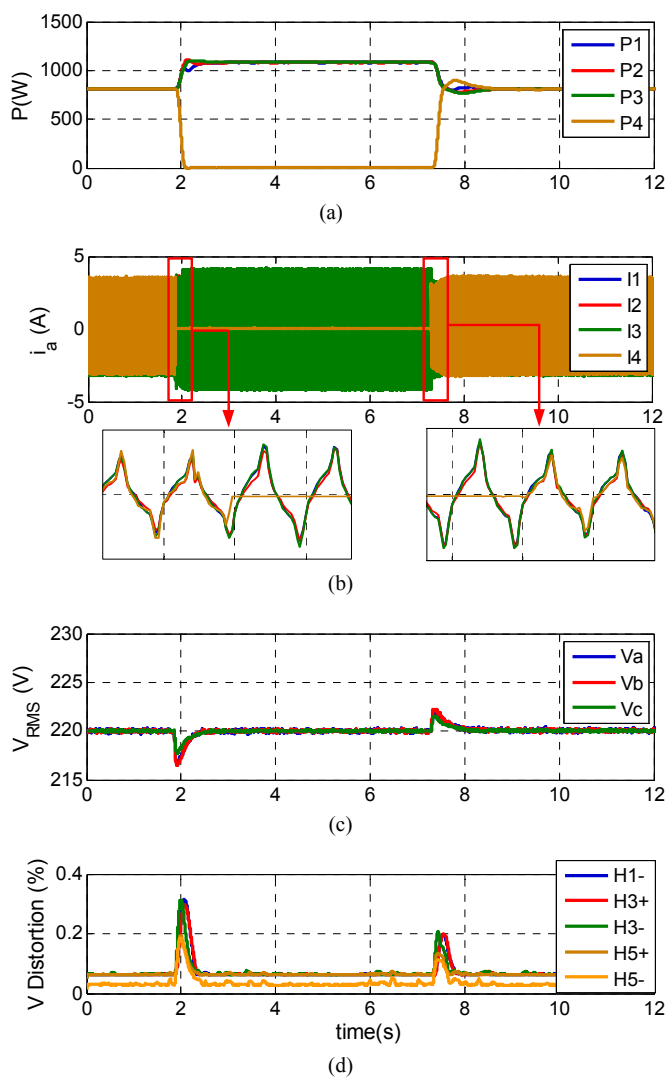 1500
1000
500
0
P(W)
P1
P2
P3
P4
0 2 4 6 8 10 12
(a)
5
0
-5
i_a (A)
I1
I2
I3
I4
0 2 4 6 8 10 12
(b)
230
225
220
215
V_RMS (V)
Va
Vb
Vc
0 2 4 6 8 10 12
(c)
0.4
0.2
0
V Distortion (%)
H1-
H3+
H3-
H5+
H5-
0 2 4 6 8 10 12
time(s)
(d)